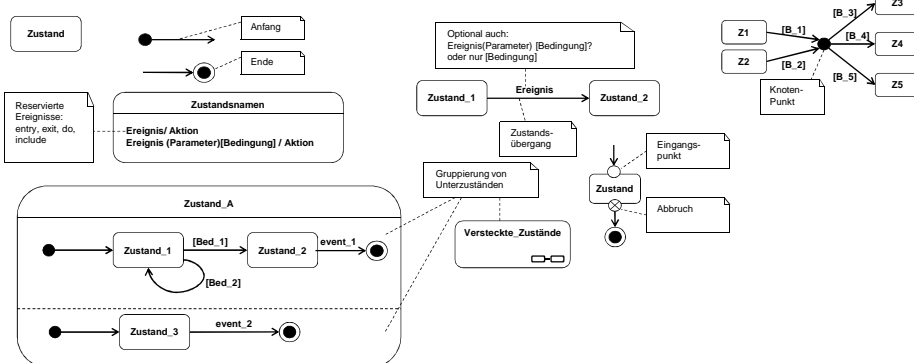 Zustand
Anfang
Ende
Reservierte
Ereignisse:
entry, exit, do,
include
Zustandsnamen
Ereignis/ Aktion
Ereignis (Parameter)[Bedingung] / Aktion
Optional auch:
Ereignis(Parameter) [Bedingung]?
oder nur [Bedingung]
Zustand_1
Ereignis
Zustand_2
Zustands-
übergang
Z1
Z2
[B_1]
[B_2]
[B_3]
[B_4]
[B_5]
Z3
Z4
Z5
Knoten-
Punkt
Gruppierung von
Unterzuständen
Eingangs-
punkt
Zustand
Abbruch
Versteckte_Zustände
Zustand_A
Zustand_1
[Bed_1]
Zustand_2
event_1
[Bed_2]
Zustand_3
event_2